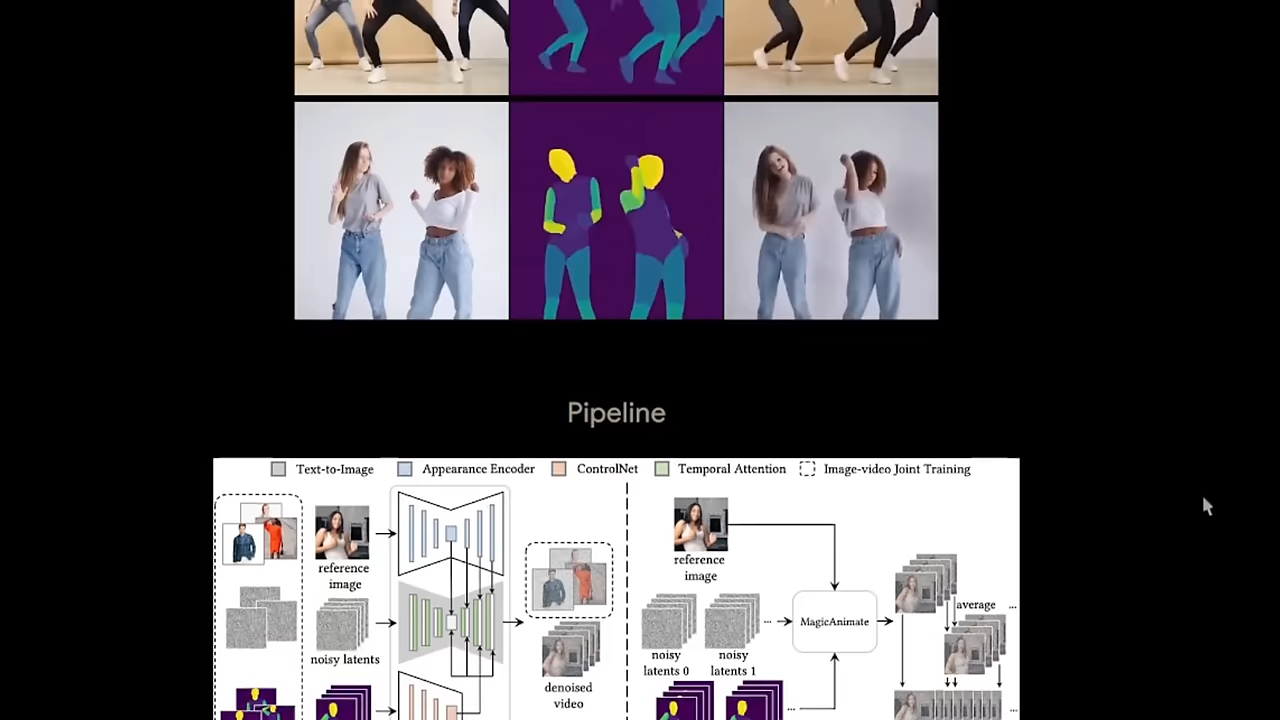 Pipeline
Text-to-Image
Appearance Encoder
ControlNet
Temporal Attention
Image-video Joint Training
reference
image
noisy latents
denoised
video
reference
image
noisy
latents 0
noisy
latents 1
...
MagicAnimate
average
...
...
...